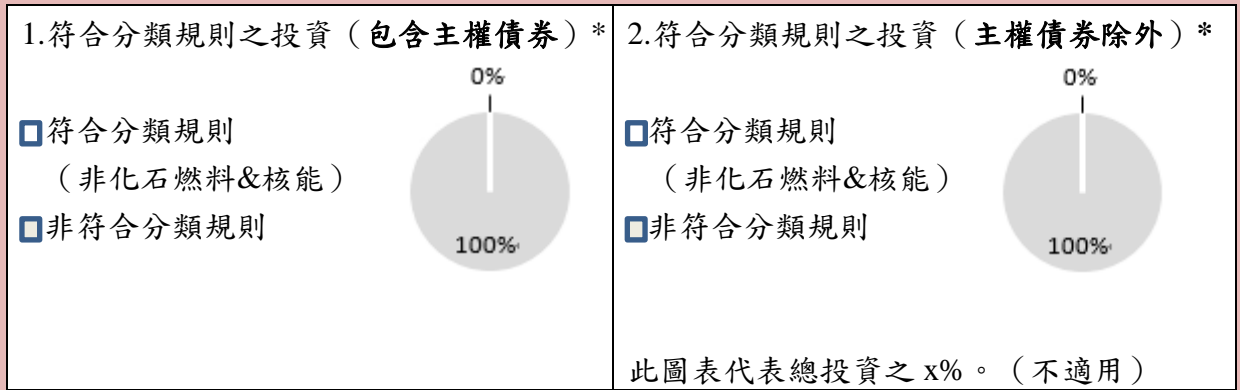 1.符合分類規則之投資（包含主權債券）*
0%
符合分類規則
（非化石燃料&核能）
非符合分類規則
100%
2.符合分類規則之投資（主權債券除外）*
0%
符合分類規則
（非化石燃料&核能）
非符合分類規則
100%
此圖表代表總投資之 x%。（不適用）